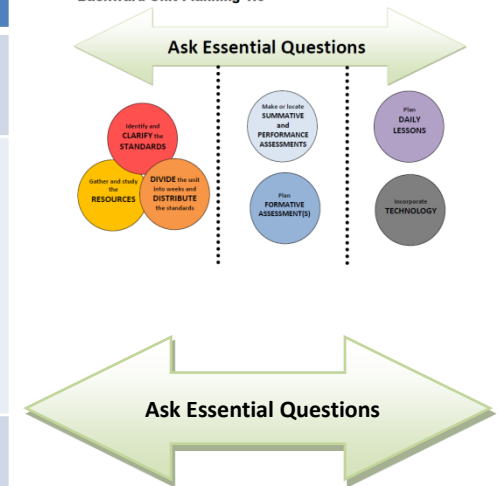 Ask Essential Questions
Identify and
CLARIFY the
STANDARDS
Gather and study
the
RESOURCES
DIVIDE the unit
into weeks and
DISTRIBUTE
the standards
Make or locate
SUMMATIVE
and
PERFORMANCE
ASSESSMENTS
Plan
FORMATIVE
ASSESSMENT(S)
Plan
DAILY
LESSONS
Incorporate
TECHNOLOGY
Ask Essential Questions